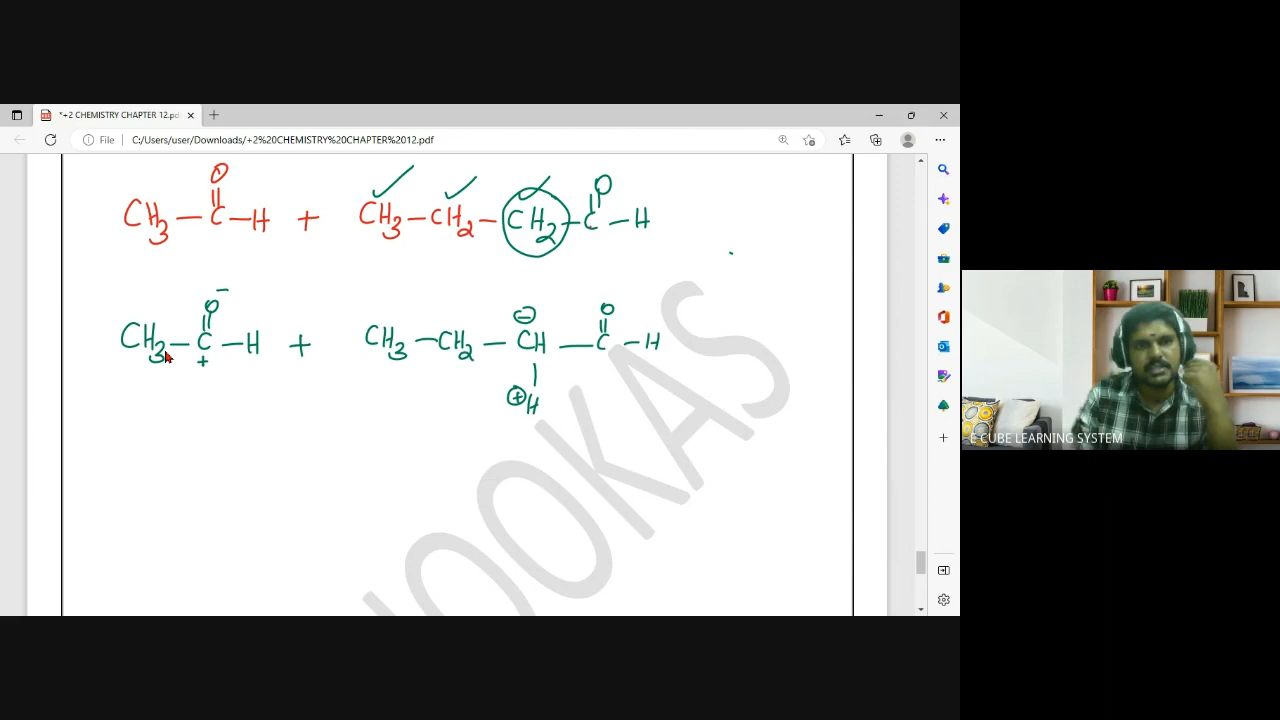 *+2 CHEMISTRY CHAPTER 12.pd
File C:/Users/user/Downloads/+2%20CHEMISTRY%20CHAPTER%2012.pdf
O O
CH3 — C — H + CH3 — CH2 — CH2 — C — H
O⁻ ⊖ O
CH3 — C — H + CH3 — CH2 — CH — C — H
+
⊕H
HOOKAS
E CUBE LEARNING SYSTEM